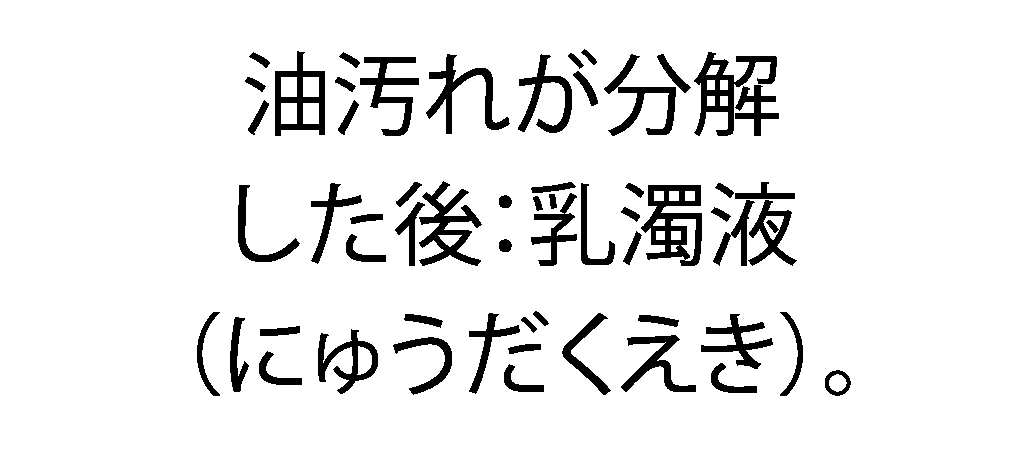 油汚れが分解
した後：乳濁液
（にゅうだくえき）。